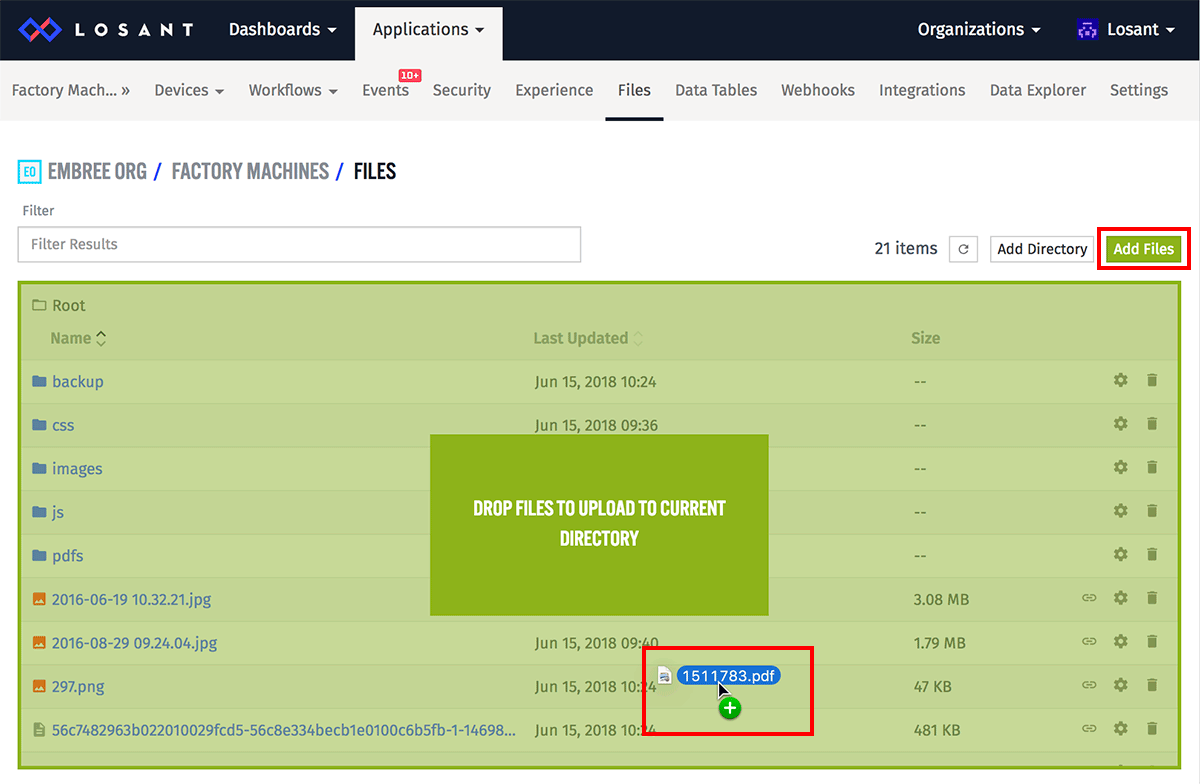 LOSANT Dashboards Applications Organizations Losant
10+
Factory Mach... » Devices Workflows Events Security Experience Files Data Tables Webhooks Integrations Data Explorer Settings
EO EMBREE ORG / FACTORY MACHINES / FILES
Filter
Filter Results
21 items Add Directory Add Files
Root
Name Last Updated Size
backup Jun 15, 2018 10:24 --
css Jun 15, 2018 09:36 --
images --
js --
pdfs --
DROP FILES TO UPLOAD TO CURRENT
DIRECTORY
2016-06-19 10.32.21.jpg 3.08 MB
2016-08-29 09.24.04.jpg Jun 15, 2018 09:40 1.79 MB
1511783.pdf
297.png Jun 15, 2018 10:24 47 KB
56c7482963b022010029fcd5-56c8e334becb1e0100c6b5fb-1-14698... Jun 15, 2018 10:24 481 KB